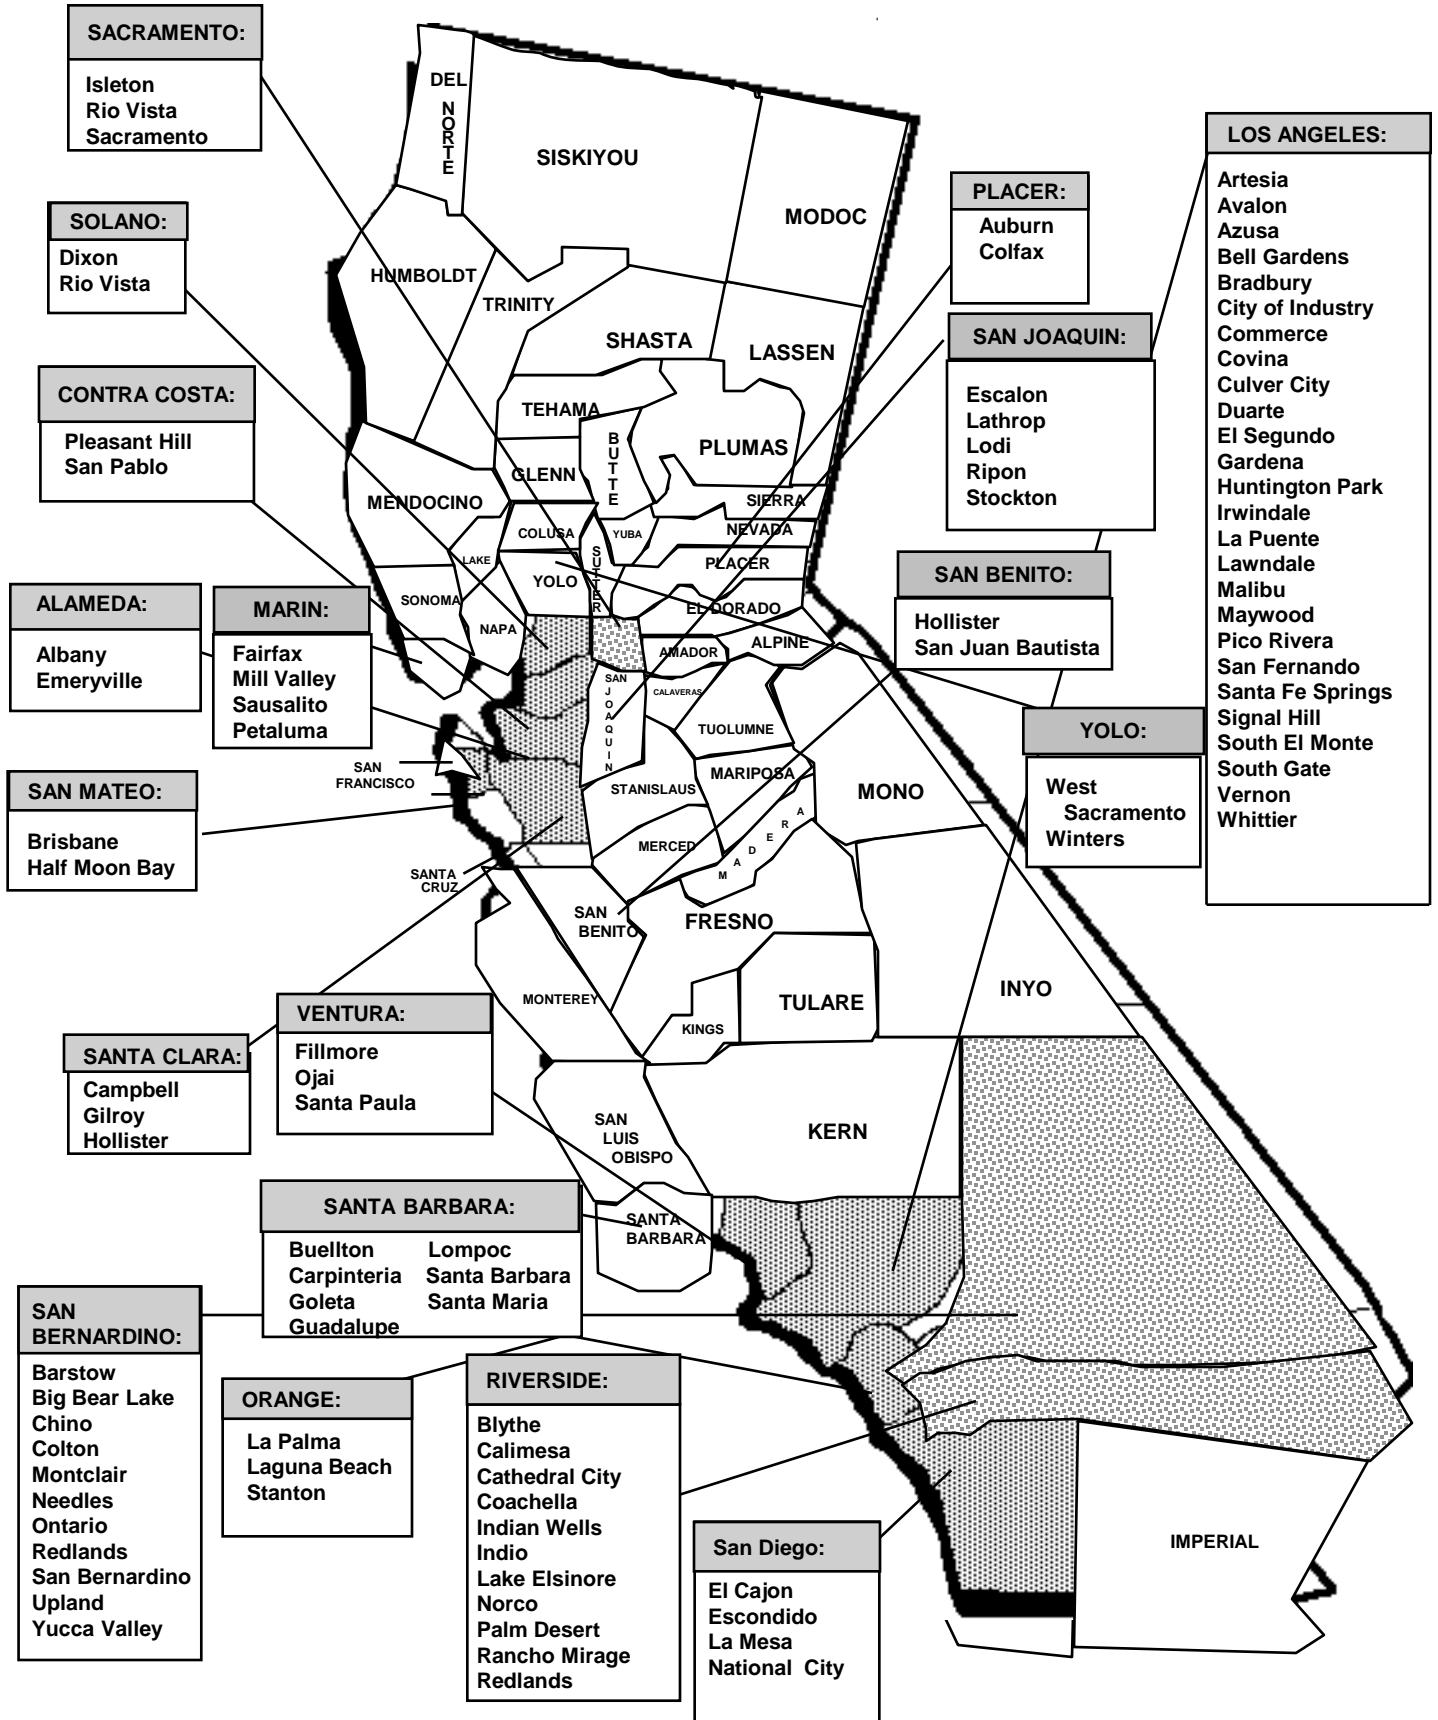 SACRAMENTO:
Isleton
Rio Vista
Sacramento
SOLANO:
Dixon
Rio Vista
CONTRA COSTA:
Pleasant Hill
San Pablo
ALAMEDA:
Albany
Emeryville
MARIN:
Fairfax
Mill Valley
Sausalito
Petaluma
SAN MATEO:
Brisbane
Half Moon Bay
SANTA CLARA:
Campbell
Gilroy
Hollister
VENTURA:
Fillmore
Ojai
Santa Paula
SANTA BARBARA:
Buellton Lompoc
Carpinteria Santa Barbara
Goleta Santa Maria
Guadalupe
SAN
BERNARDINO:
Barstow
Big Bear Lake
Chino
Colton
Montclair
Needles
Ontario
Redlands
San Bernardino
Upland
Yucca Valley
ORANGE:
La Palma
Laguna Beach
Stanton
RIVERSIDE:
Blythe
Calimesa
Cathedral City
Coachella
Indian Wells
Indio
Lake Elsinore
Norco
Palm Desert
Rancho Mirage
Redlands
San Diego:
El Cajon
Escondido
La Mesa
National City
PLACER:
Auburn
Colfax
SAN JOAQUIN:
Escalon
Lathrop
Lodi
Ripon
Stockton
SAN BENITO:
Hollister
San Juan Bautista
YOLO:
West
Sacramento
Winters
LOS ANGELES:
Artesia
Avalon
Azusa
Bell Gardens
Bradbury
City of Industry
Commerce
Covina
Culver City
Duarte
El Segundo
Gardena
Huntington Park
Irwindale
La Puente
Lawndale
Malibu
Maywood
Pico Rivera
San Fernando
Santa Fe Springs
Signal Hill
South El Monte
South Gate
Vernon
Whittier
DEL
NORTE
SISKIYOU
MODOC
HUMBOLDT
TRINITY
SHASTA
LASSEN
TEHAMA
BUTTE
PLUMAS
GLENN
MENDOCINO
SIERRA
COLUSA
YUBA
NEVADA
LAKE
SUTTER
PLACER
YOLO
SONOMA
EL DORADO
NAPA
ALPINE
AMADOR
SAN
JOAQUIN
CALAVERAS
TUOLUMNE
SAN
FRANCISCO
MARIPOSA
STANISLAUS
MONO
MERCED
MADERA
SANTA
CRUZ
SAN
BENITO
FRESNO
MONTEREY
TULARE
INYO
KINGS
SAN
LUIS
OBISPO
KERN
SANTA
BARBARA
IMPERIAL